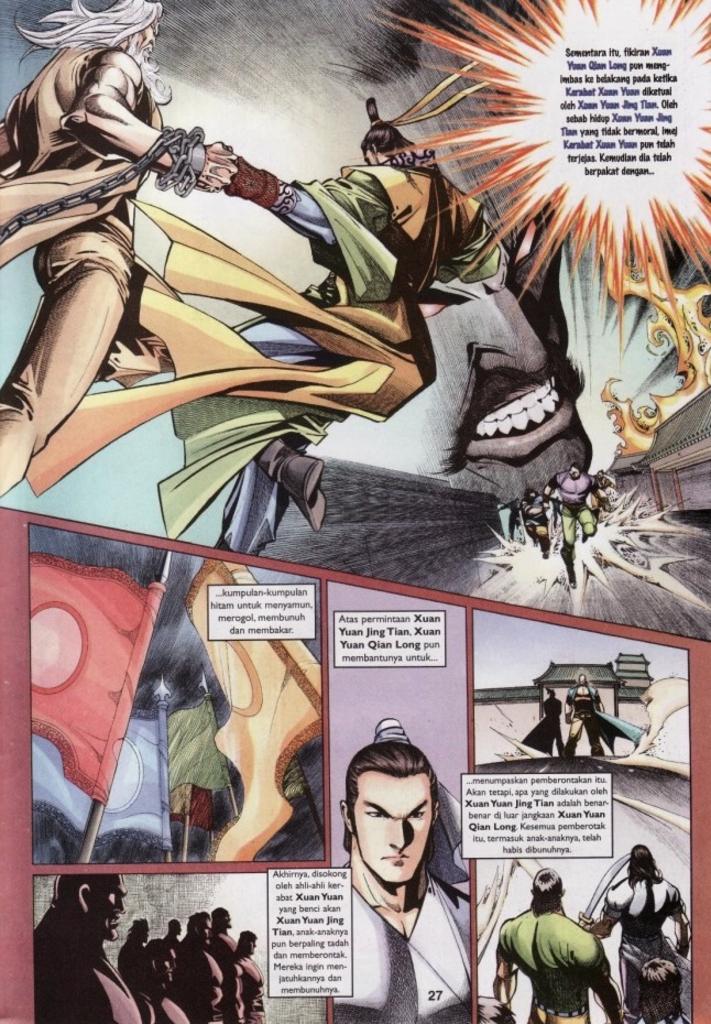 Sementara itu, fikiran Xuan
Yuan Qian Long pun meng-
imbas ke belakang pada ketika
Kerabat Xuan Yuan diketuai
oleh Xuan Yuan Jing Tian. Oleh
sebab hidup Xuan Yuan Jing
Tian yang tidak bermoral, imej
Kerabat Xuan Yuan pun telah
terjejas. Kemudian dia telah
berpakat dengan...
...kumpulan-kumpulan
hitam untuk menyamun,
merogol, membunuh
dan membakar.
Atas permintaan Xuan
Yuan Jing Tian, Xuan
Yuan Qian Long pun
membantunya untuk...
...menumpaskan pemberontakan itu.
Akan tetapi, apa yang dilakukan oleh
Xuan Yuan Jing Tian adalah benar-
benar di luar jangkaan Xuan Yuan
Qian Long. Kesemua pemberontak
itu, termasuk anak-anaknya,
habis dibunuhnya.
Akhirnya, disokong
oleh ahli-ahli ker-
abat Xuan Yuan
yang benci akan
Xuan Yuan Jing
Tian, anak-anaknya
pun berpaling tadah
dan memberontak.
Mereka ingin men-
jatuhkannya dan
membunuhnya.
27